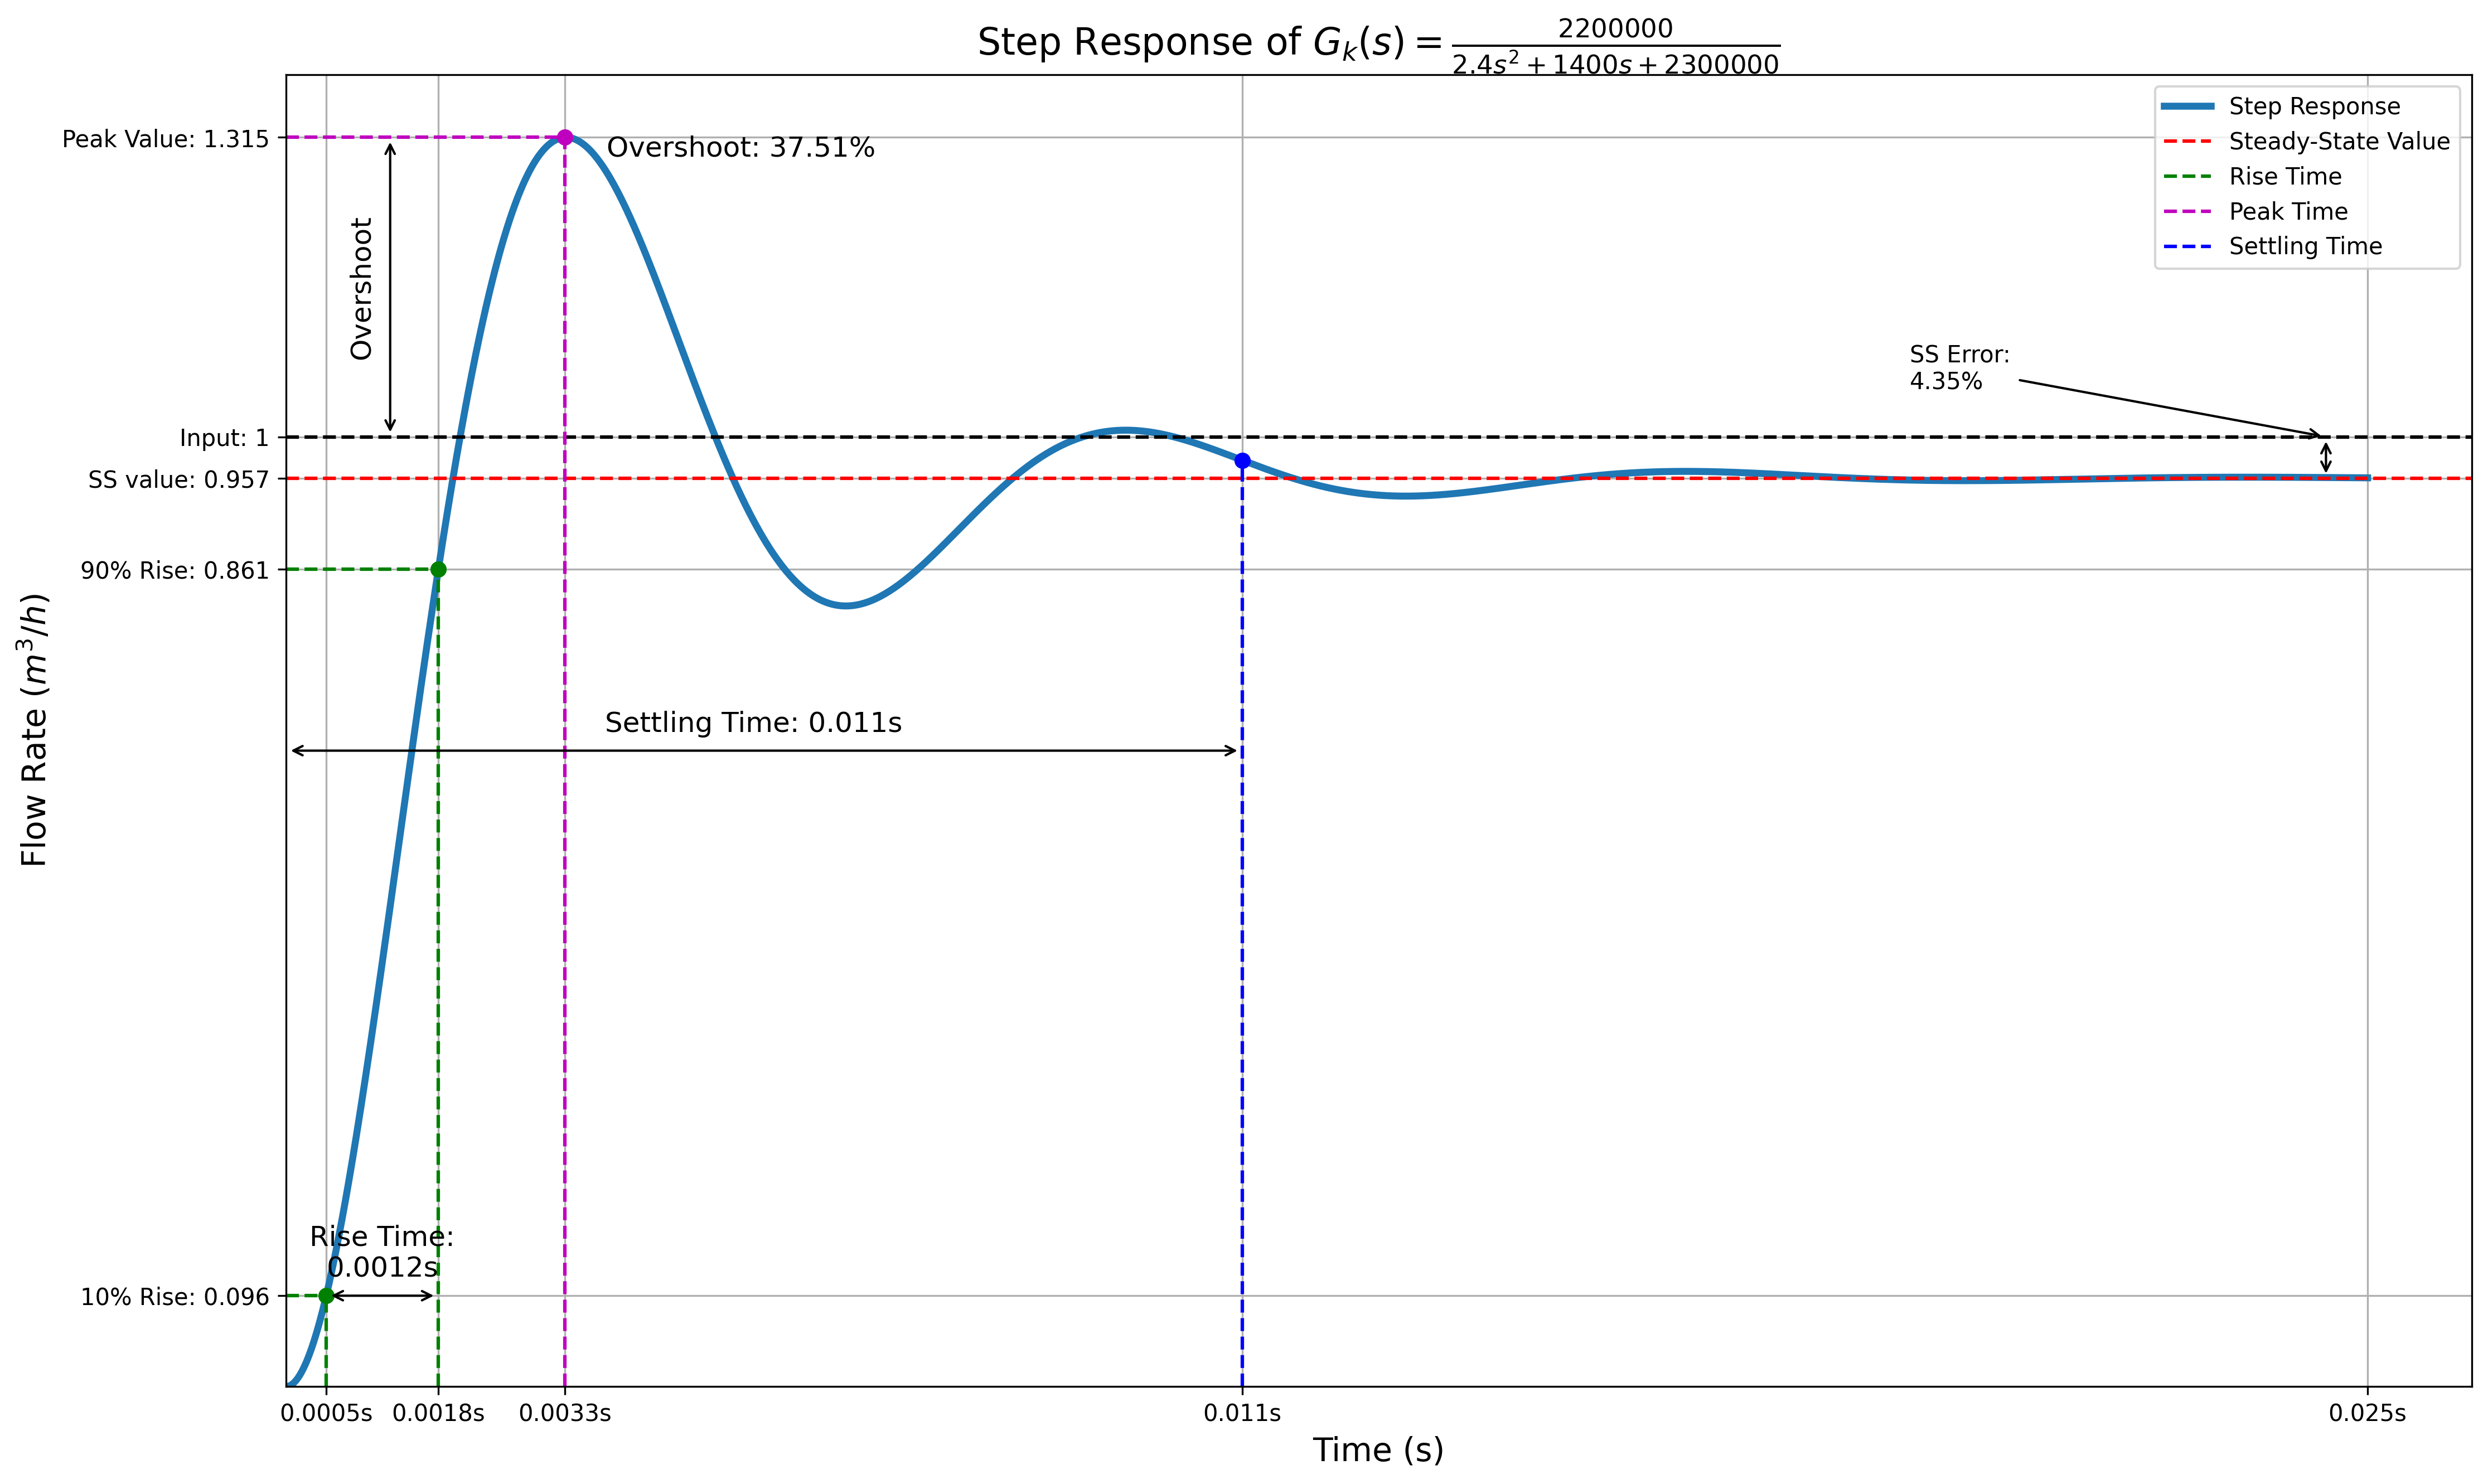 Step Response of $G_k(s) = \frac{2200000}{2.4s^2 + 1400s + 2300000}$
Step Response
Steady-State Value
Rise Time
Peak Time
Settling Time
Peak Value: 1.315
Overshoot: 37.51%
Overshoot
SS Error:
4.35%
Input: 1
SS value: 0.957
90% Rise: 0.861
Flow Rate ($m^3/h$)
Settling Time: 0.011s
Rise Time:
0.0012s
10% Rise: 0.096
0.0005s 0.0018s 0.0033s 0.011s 0.025s
Time (s)